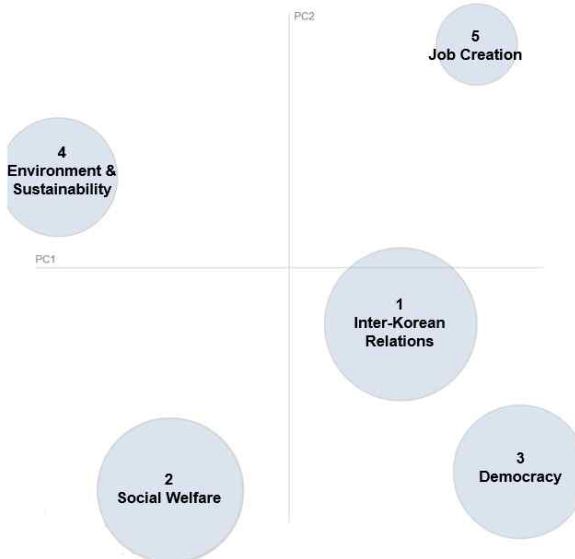 PC2
5
Job Creation
4
Environment &
Sustainability
PC1
1
Inter-Korean
Relations
3
Democracy
2
Social Welfare